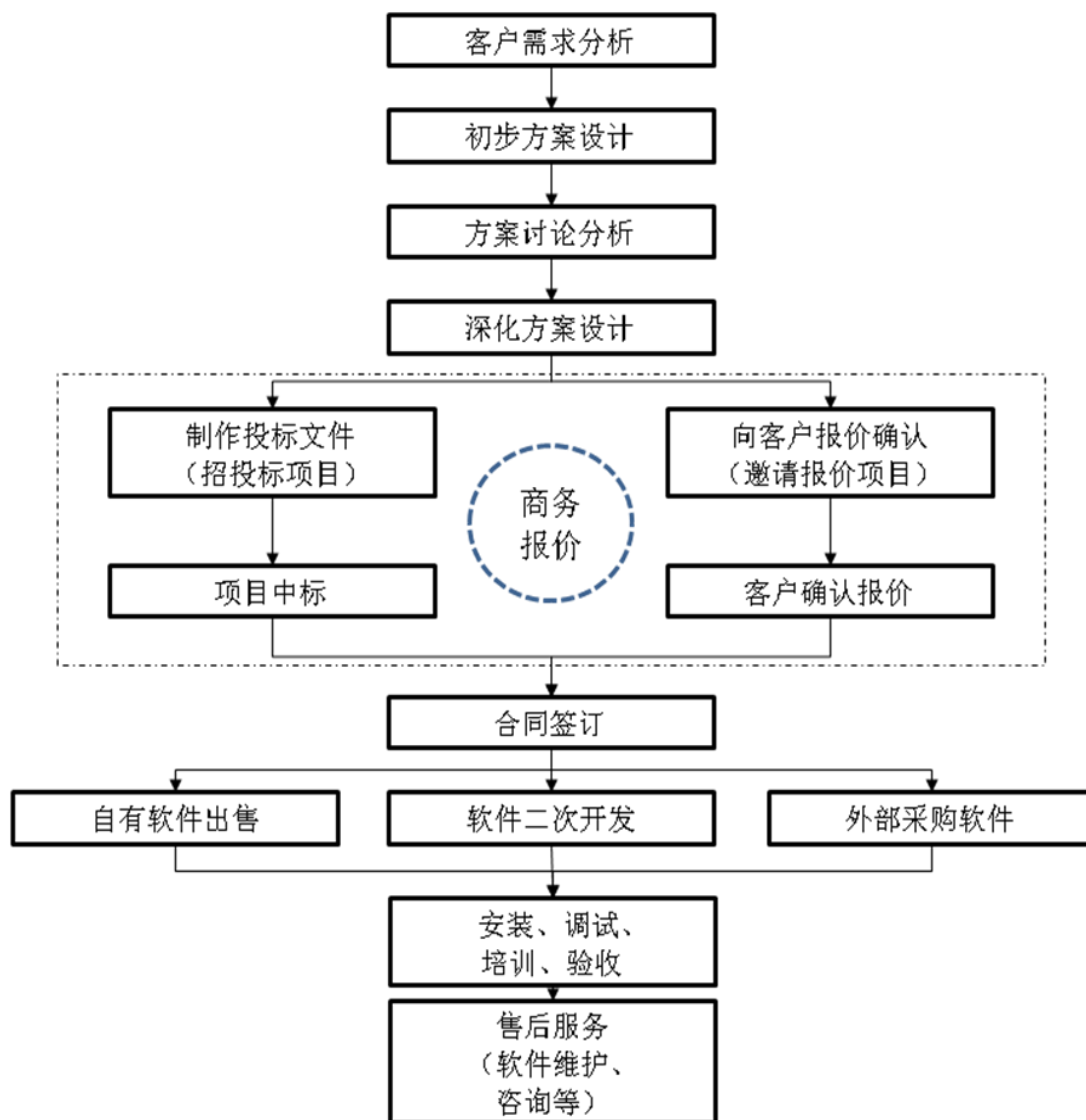 客户需求分析
初步方案设计
方案讨论分析
深化方案设计
制作投标文件
（招投标项目）
向客户报价确认
（邀请报价项目）
商务
报价
项目中标
客户确认报价
合同签订
自有软件出售
软件二次开发
外部采购软件
安装、调试、
培训、验收
售后服务
（软件维护、
咨询等）